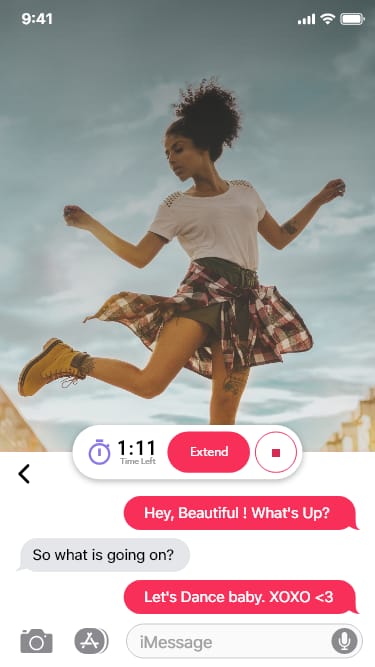 9:41
1:11
Time Left
Extend
Hey, Beautiful ! What's Up?
So what is going on?
Let's Dance baby. XOXO <3
iMessage